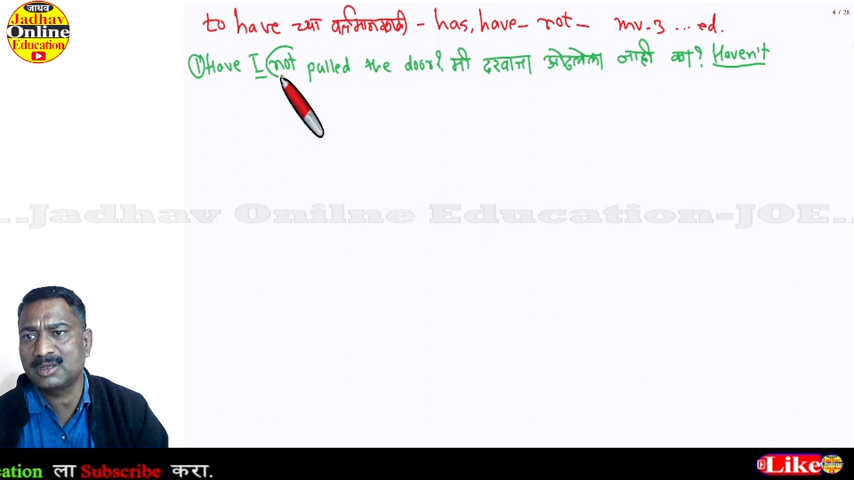 जाधव
Jadhav
Online
Education
4 / 28
to have च्या वर्तमानकाळी - has, have - not - mv-3 ... ed.
① Have I not pulled the door? मी दरवाजा ओढलेला नाही का? Haven't
..Jadhav Onilne Education-JOE..
cation ला Subscribe करा.
Like